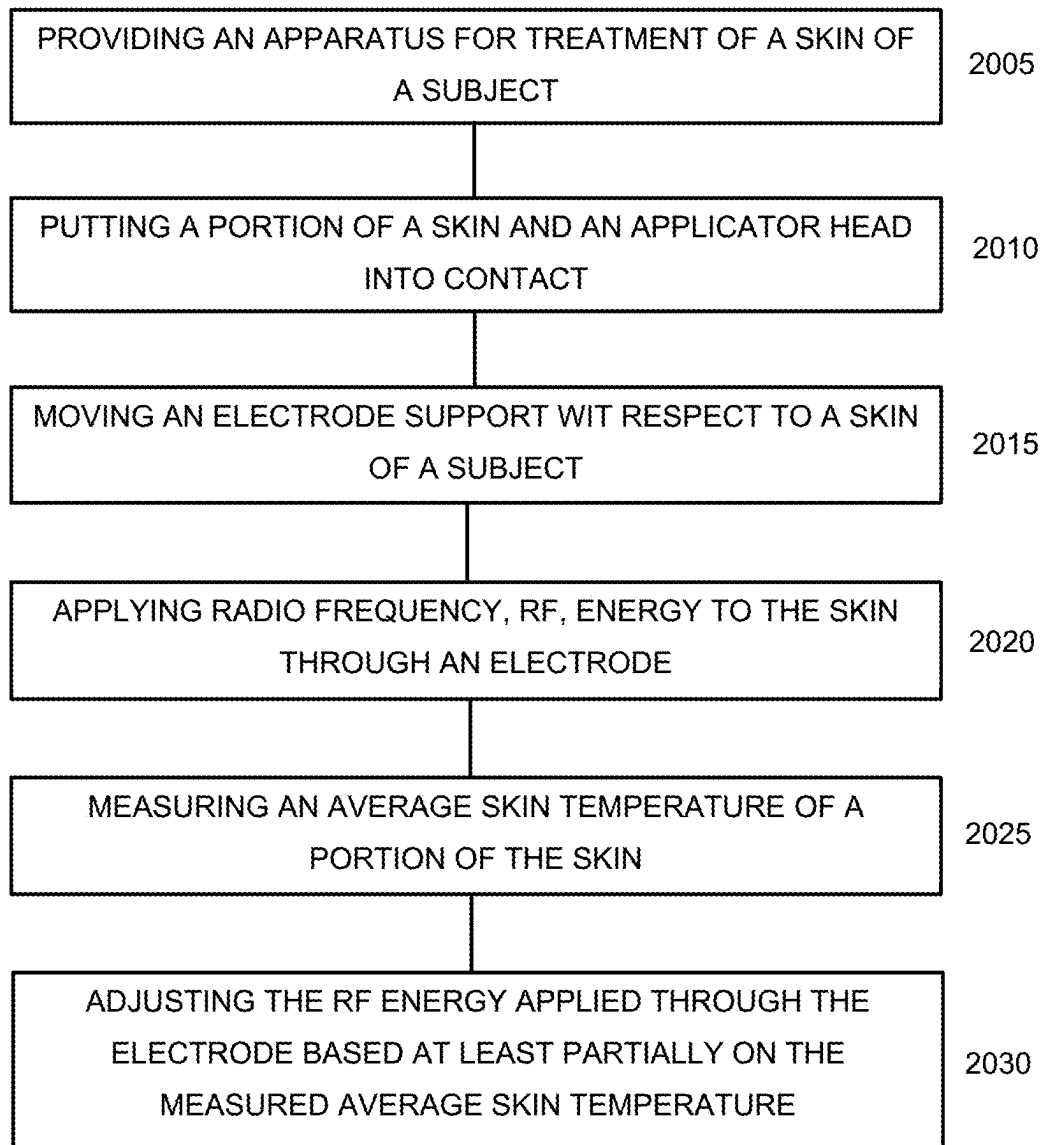 PROVIDING AN APPARATUS FOR TREATMENT OF A SKIN OF
A SUBJECT
2005
PUTTING A PORTION OF A SKIN AND AN APPLICATOR HEAD
INTO CONTACT
2010
MOVING AN ELECTRODE SUPPORT WIT RESPECT TO A SKIN
OF A SUBJECT
2015
APPLYING RADIO FREQUENCY, RF, ENERGY TO THE SKIN
THROUGH AN ELECTRODE
2020
MEASURING AN AVERAGE SKIN TEMPERATURE OF A
PORTION OF THE SKIN
2025
ADJUSTING THE RF ENERGY APPLIED THROUGH THE
ELECTRODE BASED AT LEAST PARTIALLY ON THE
MEASURED AVERAGE SKIN TEMPERATURE
2030